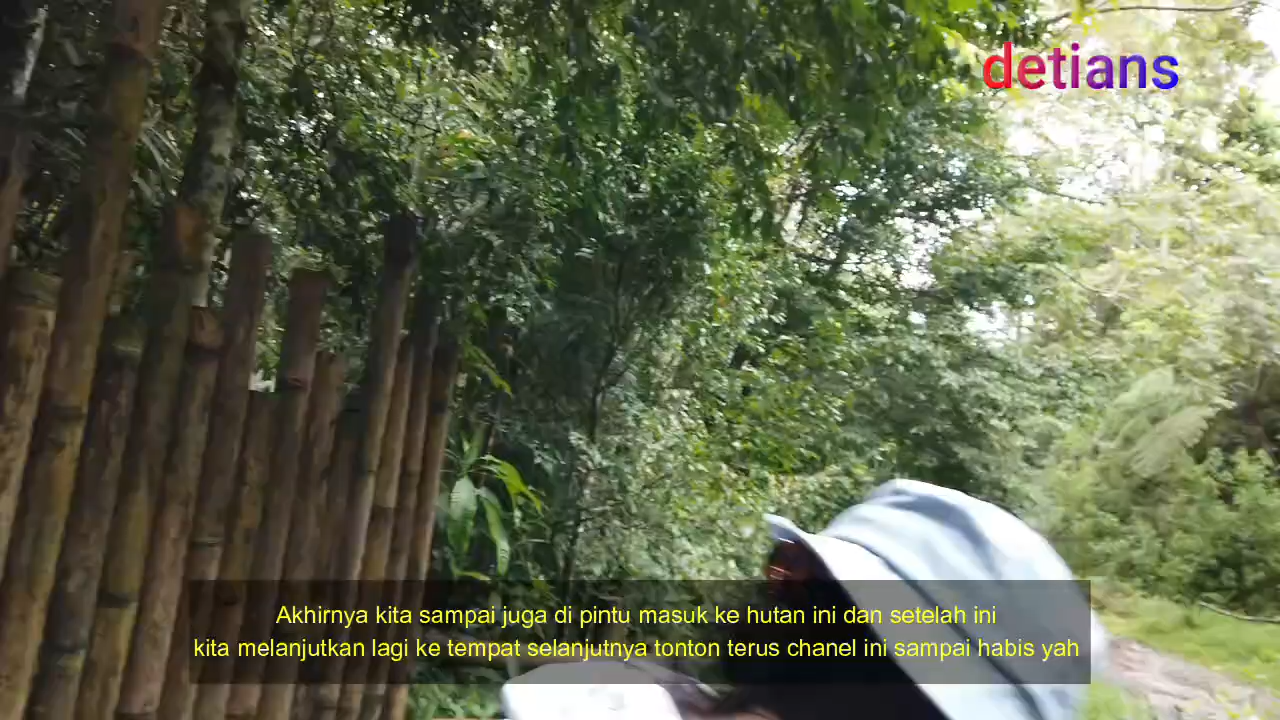 detians
Akhirnya kita sampai juga di pintu masuk ke hutan ini dan setelah ini
kita melanjutkan lagi ke tempat selanjutnya tonton terus chanel ini sampai habis yah